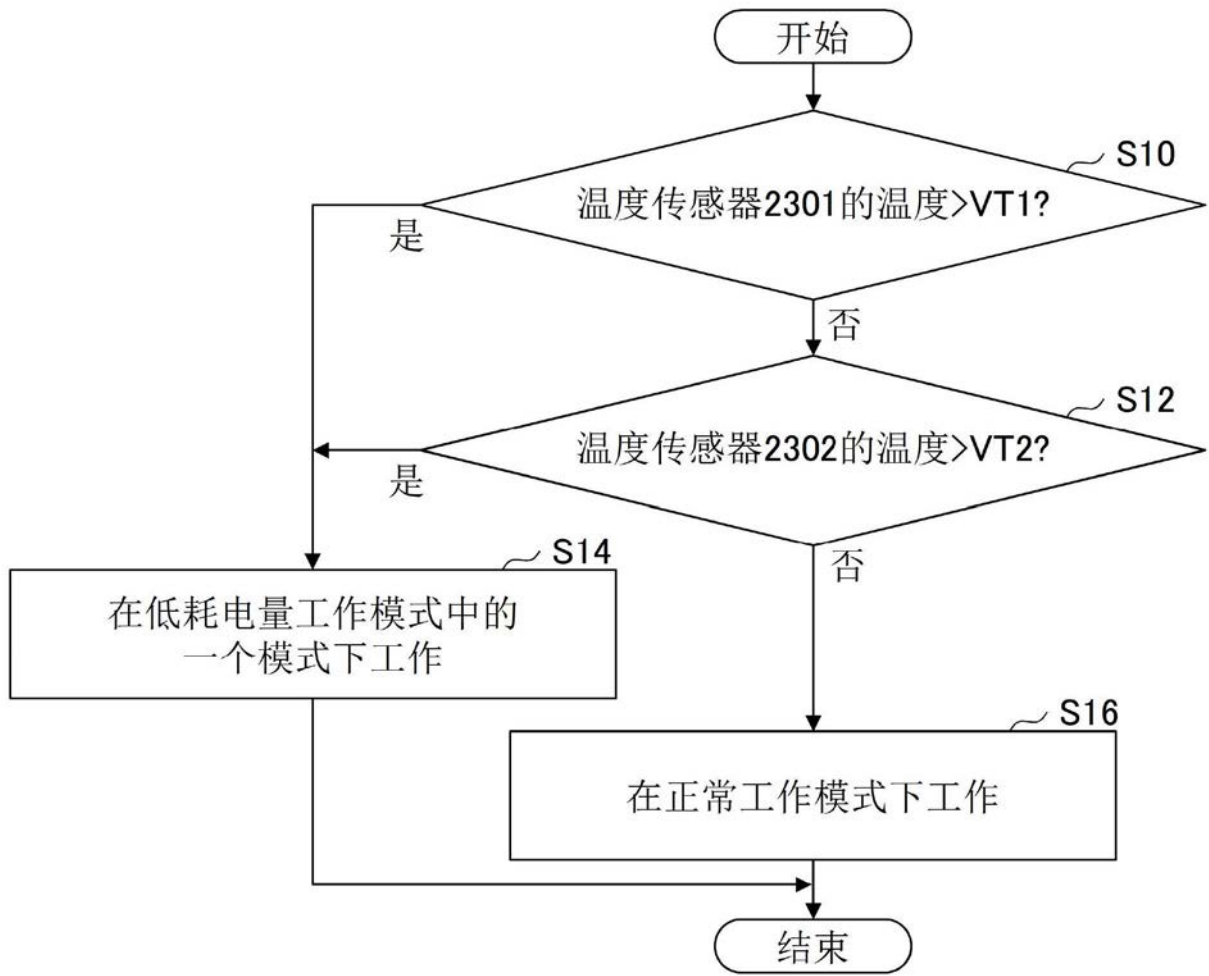 开始
S10
温度传感器2301的温度>VT1?
是
否
S12
温度传感器2302的温度>VT2?
是
否
S14
在低耗电量工作模式中的
一个模式下工作
S16
在正常工作模式下工作
结束